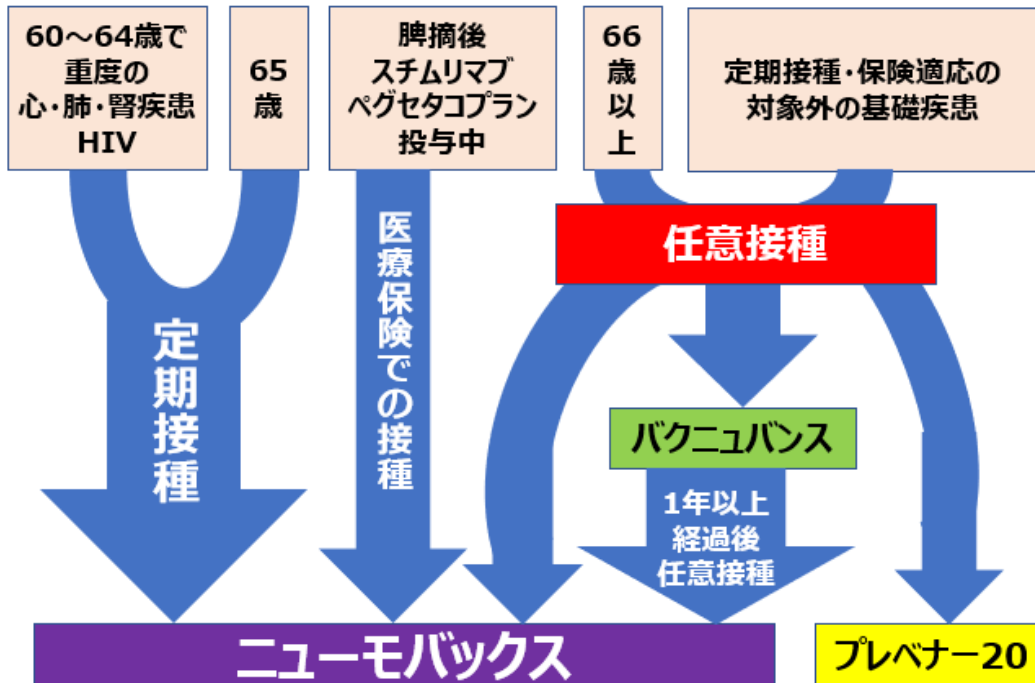 60～64歳で
重度の
心・肺・腎疾患
HIV
65
歳
脾摘後
スチムリマブ
ペグセタコプラン
投与中
66
歳
以
上
定期接種・保険適応の
対象外の基礎疾患
任意接種
定期接種
医療保険での接種
バクニュバンス
1年以上
経過後
任意接種
ニューモバックス
プレベナー20